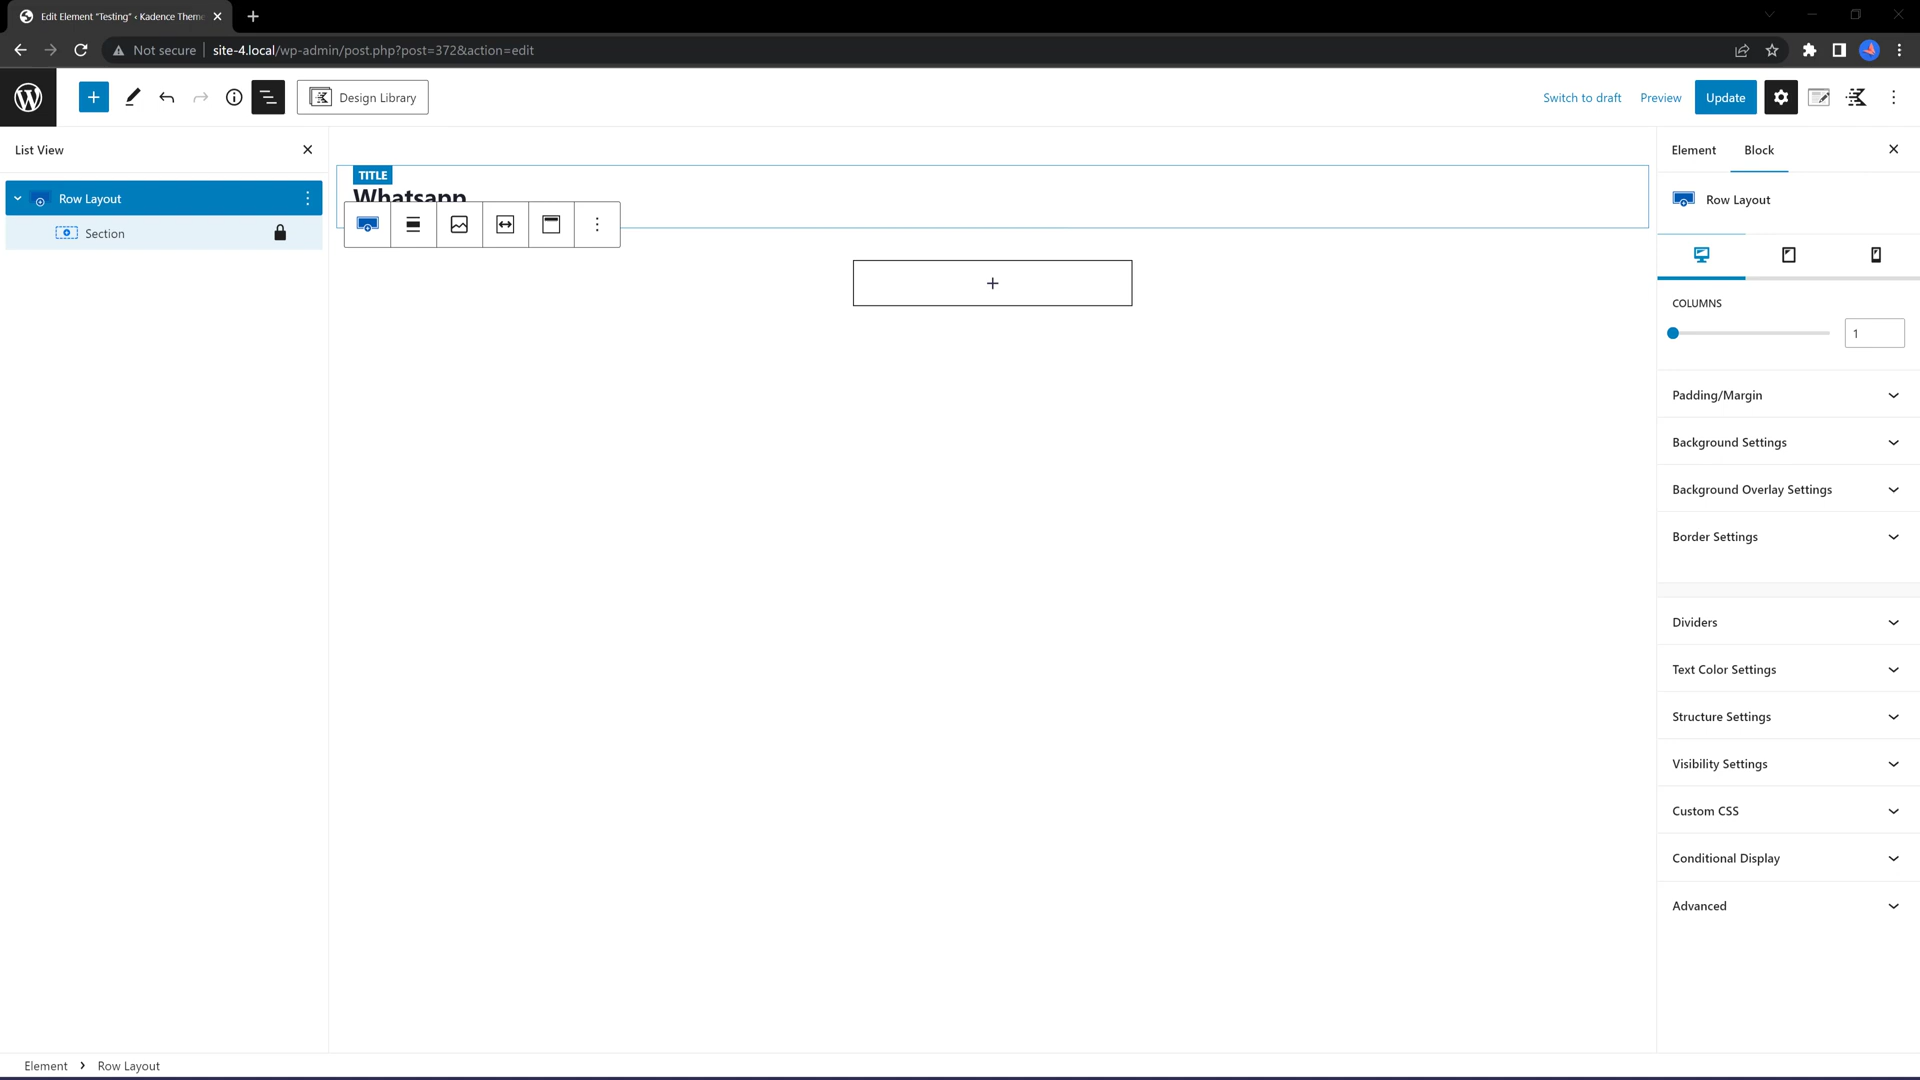 Edit Element "Testing" ‹ Kadence Theme
Not secure
site-4.local/wp-admin/post.php?post=372&action=edit
Design Library
Switch to draft
Preview
Update
List View
Row Layout
Section
TITLE
Whatsapp
Element
Block
Row Layout
COLUMNS
1
Padding/Margin
Background Settings
Background Overlay Settings
Border Settings
Dividers
Text Color Settings
Structure Settings
Visibility Settings
Custom CSS
Conditional Display
Advanced
Element
Row Layout